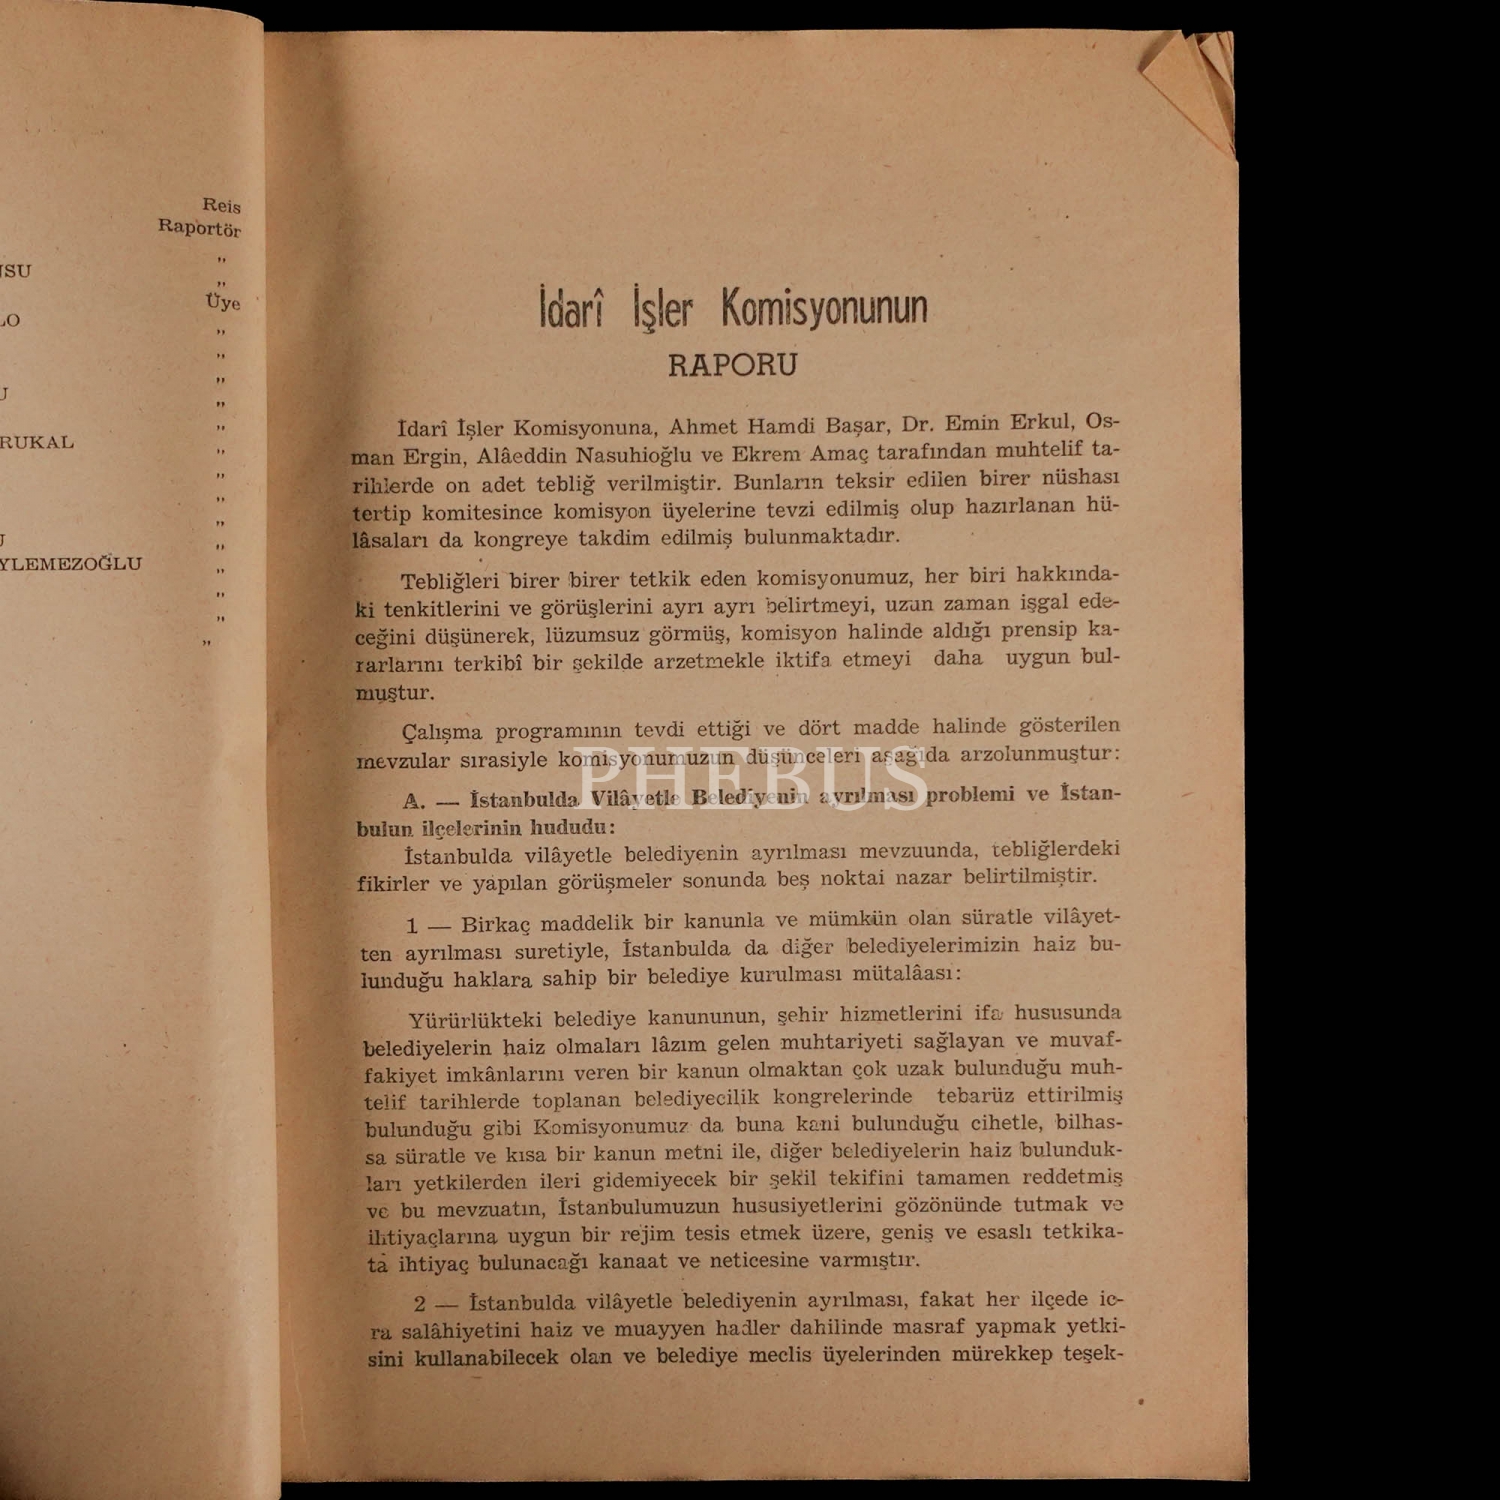 Reis
Raportör
"
USU
"
Üye
LO
"
"
"
U
"
"
RUKAL
"
"
"
"
U
"
YLEMEZOĞLU
"
"
"
"
İdarî İşler Komisyonunun
RAPORU
İdarî İşler Komisyonuna, Ahmet Hamdi Başar, Dr. Emin Erkul, Os-
man Ergin, Alâeddin Nasuhioğlu ve Ekrem Amaç tarafından muhtelif ta-
rihlerde on adet tebliğ verilmiştir. Bunların teksir edilen birer nüshası
tertip komitesince komisyon üyelerine tevzi edilmiş olup hazırlanan hü-
lâsaları da kongreye takdim edilmiş bulunmaktadır.
Tebliğleri birer birer tetkik eden komisyonumuz, her biri hakkında-
ki tenkitlerini ve görüşlerini ayrı ayrı belirtmeyi, uzun zaman işgal ede-
ceğini düşünerek, lüzumsuz görmüş, komisyon halinde aldığı prensip ka-
rarlarını terkibî bir şekilde arzetmekle iktifa etmeyi daha uygun bul-
muştur.
Çalışma programının tevdi ettiği ve dört madde halinde gösterilen
mevzular sırasiyle komisyonumuzun düşünceleri aşağıda arzolunmuştur:
PHEBUS
A. — İstanbulda Vilâyetle Belediyenin ayrılması problemi ve İstan-
bulun ilçelerinin hududu:
İstanbulda vilâyetle belediyenin ayrılması mevzuunda, tebliğlerdeki
fikirler ve yapılan görüşmeler sonunda beş noktai nazar belirtilmiştir.
1 — Birkaç maddelik bir kanunla ve mümkün olan süratle vilâyet-
ten ayrılması suretiyle, İstanbulda da diğer belediyelerimizin haiz bu-
lunduğu haklara sahip bir belediye kurulması mütalâası:
Yürürlükteki belediye kanununun, şehir hizmetlerini ifa hususunda
belediyelerin haiz olmaları lâzım gelen muhtariyeti sağlayan ve muvaf-
fakiyet imkânlarını veren bir kanun olmaktan çok uzak bulunduğu muh-
telif tarihlerde toplanan belediyecilik kongrelerinde tebarüz ettirilmiş
bulunduğu gibi Komisyonumuz da buna kani bulunduğu cihetle, bilhas-
sa süratle ve kısa bir kanun metni ile, diğer belediyelerin haiz bulunduk-
ları yetkilerden ileri gidemiyecek bir şekil tekifini tamamen reddetmiş
ve bu mevzuatın, İstanbulumuzun hususiyetlerini gözönünde tutmak ve
ihtiyaçlarına uygun bir rejim tesis etmek üzere, geniş ve esaslı tetkika-
ta ihtiyaç bulunacağı kanaat ve neticesine varmıştır.
2 — İstanbulda vilâyetle belediyenin ayrılması, fakat her ilçede ic-
ra salâhiyetini haiz ve muayyen hadler dahilinde masraf yapmak yetki-
sini kullanabilecek olan ve belediye meclis üyelerinden mürekkep teşek-